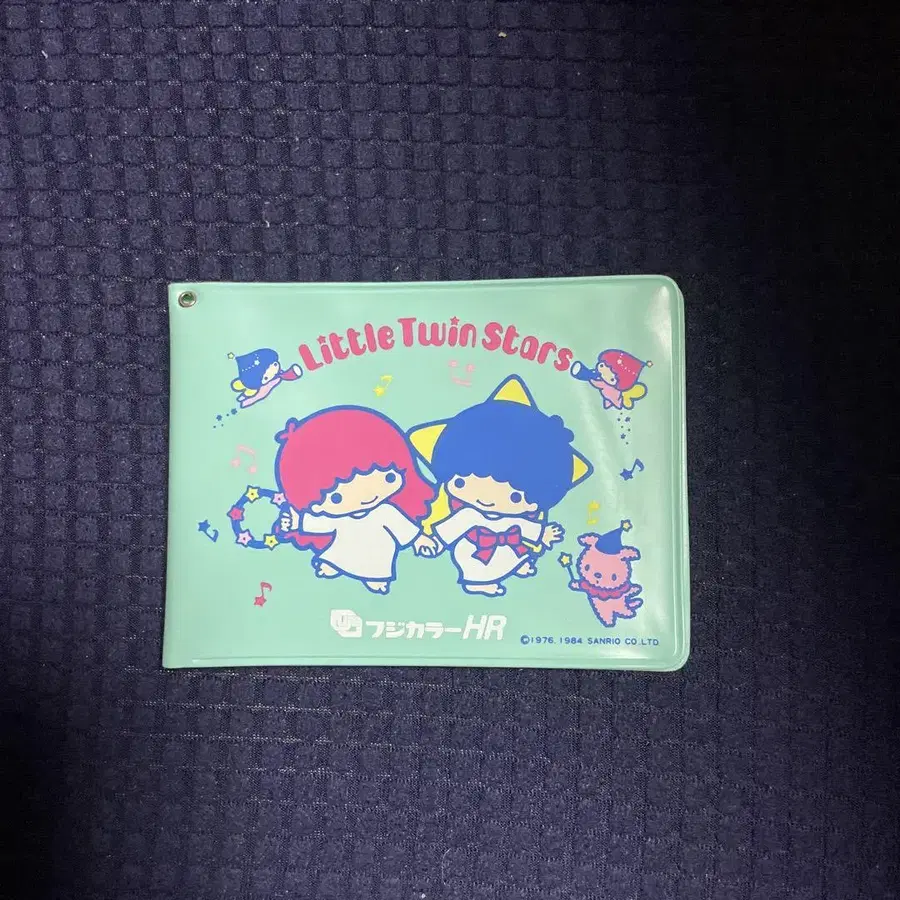 Little Twin Stars
フジカラーHR
©1976, 1984 SANRIO CO.,LTD